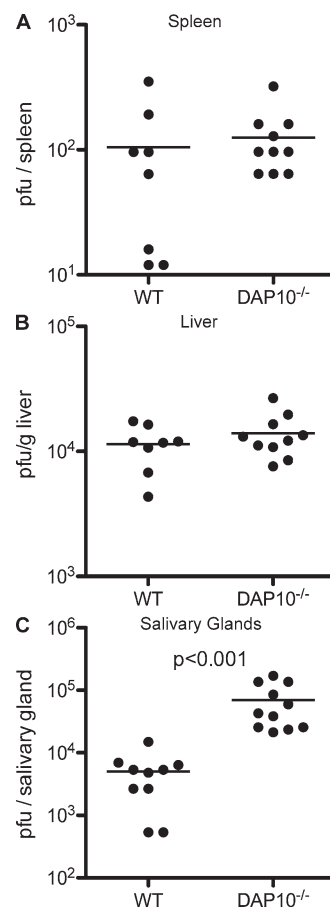 A
Spleen
10³
10²
10¹
pfu / spleen
WT DAP10⁻/⁻
B
Liver
10⁵
10⁴
10³
pfu/g liver
WT DAP10⁻/⁻
C
Salivary Glands
p<0.001
10⁶
10⁵
10⁴
10³
10²
pfu / salivary gland
WT DAP10⁻/⁻